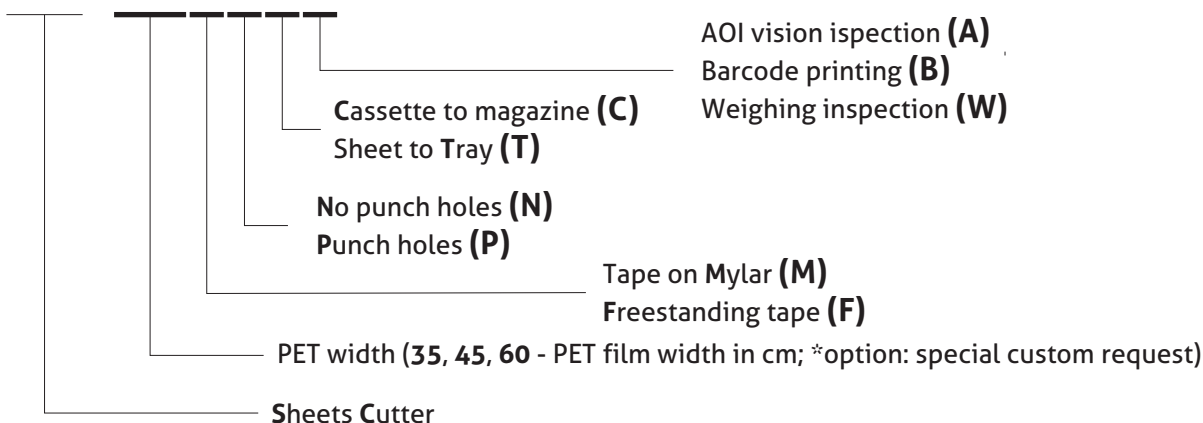 AOI vision ispection (A)
Barcode printing (B)
Weighing inspection (W)
Cassette to magazine (C)
Sheet to Tray (T)
No punch holes (N)
Punch holes (P)
Tape on Mylar (M)
Freestanding tape (F)
PET width (35, 45, 60 - PET film width in cm; *option: special custom request)
Sheets Cutter